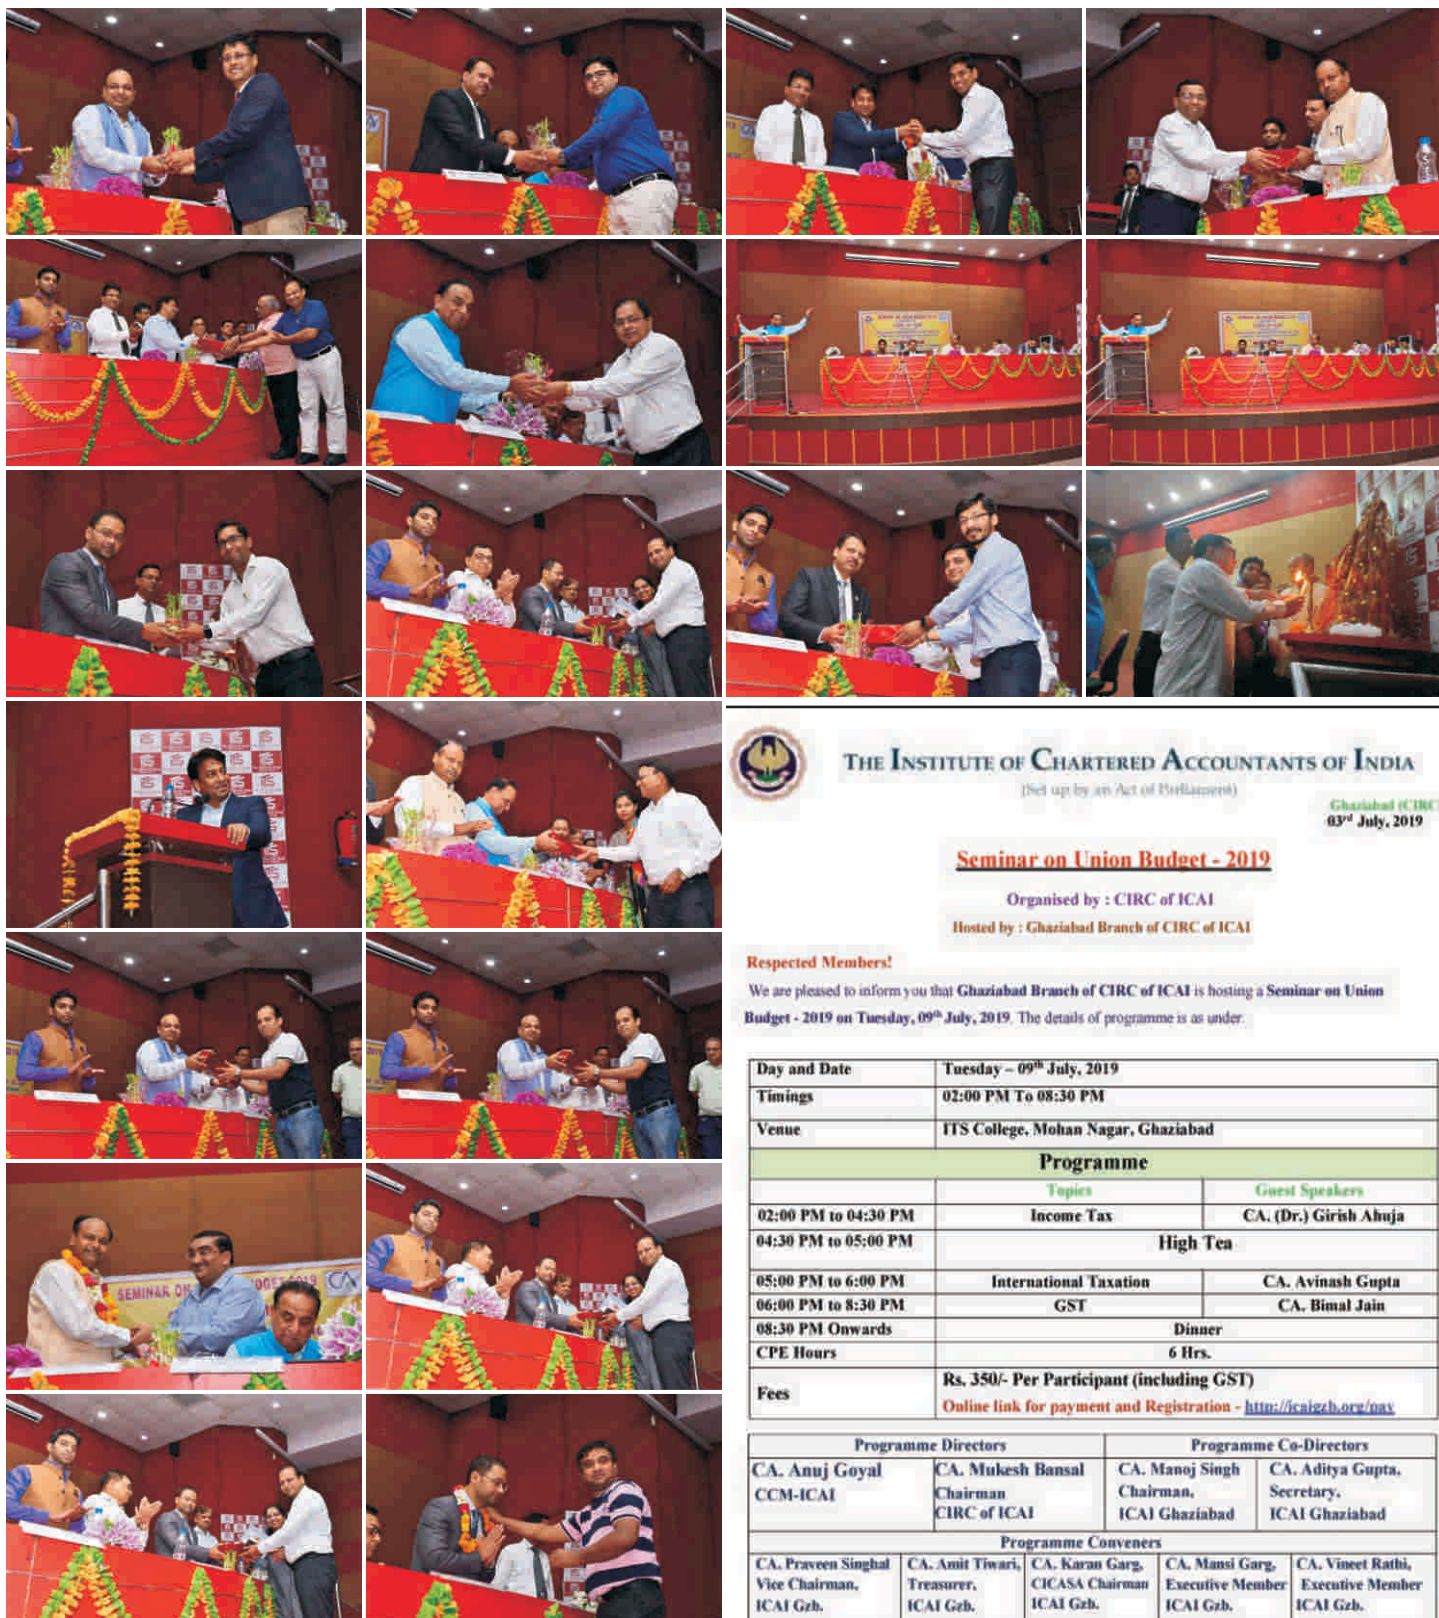 SEMINAR ON
DGET 2019
CA
THE INSTITUTE OF CHARTERED ACCOUNTANTS OF INDIA
(Set up by an Act of Parliament)
Ghaziabad (CIRC
03rd July, 2019
Seminar on Union Budget - 2019
Organised by : CIRC of ICAI
Hosted by : Ghaziabad Branch of CIRC of ICAI
Respected Members!
We are pleased to inform you that Ghaziabad Branch of CIRC of ICAI is hosting a Seminar on Union
Budget - 2019 on Tuesday, 09th July, 2019. The details of programme is as under.
Day and Date Tuesday – 09th July, 2019
Timings 02:00 PM To 08:30 PM
Venue ITS College, Mohan Nagar, Ghaziabad
Programme
Topics Guest Speakers
02:00 PM to 04:30 PM Income Tax CA. (Dr.) Girish Ahuja
04:30 PM to 05:00 PM High Tea
05:00 PM to 6:00 PM International Taxation CA. Avinash Gupta
06:00 PM to 8:30 PM GST CA. Bimal Jain
08:30 PM Onwards Dinner
CPE Hours 6 Hrs.
Fees Rs. 350/- Per Participant (including GST)
Online link for payment and Registration - http://icaigzb.org/pay
Programme Directors Programme Co-Directors
CA. Anuj Goyal CA. Mukesh Bansal CA. Manoj Singh CA. Aditya Gupta,
CCM-ICAI Chairman Chairman, Secretary,
CIRC of ICAI ICAI Ghaziabad ICAI Ghaziabad
Programme Conveners
CA. Praveen Singhal CA. Amit Tiwari, CA. Karan Garg, CA. Mansi Garg, CA. Vineet Rathi,
Vice Chairman, Treasurer, CICASA Chairman Executive Member Executive Member
ICAI Gzb. ICAI Gzb. ICAI Gzb. ICAI Gzb. ICAI Gzb.